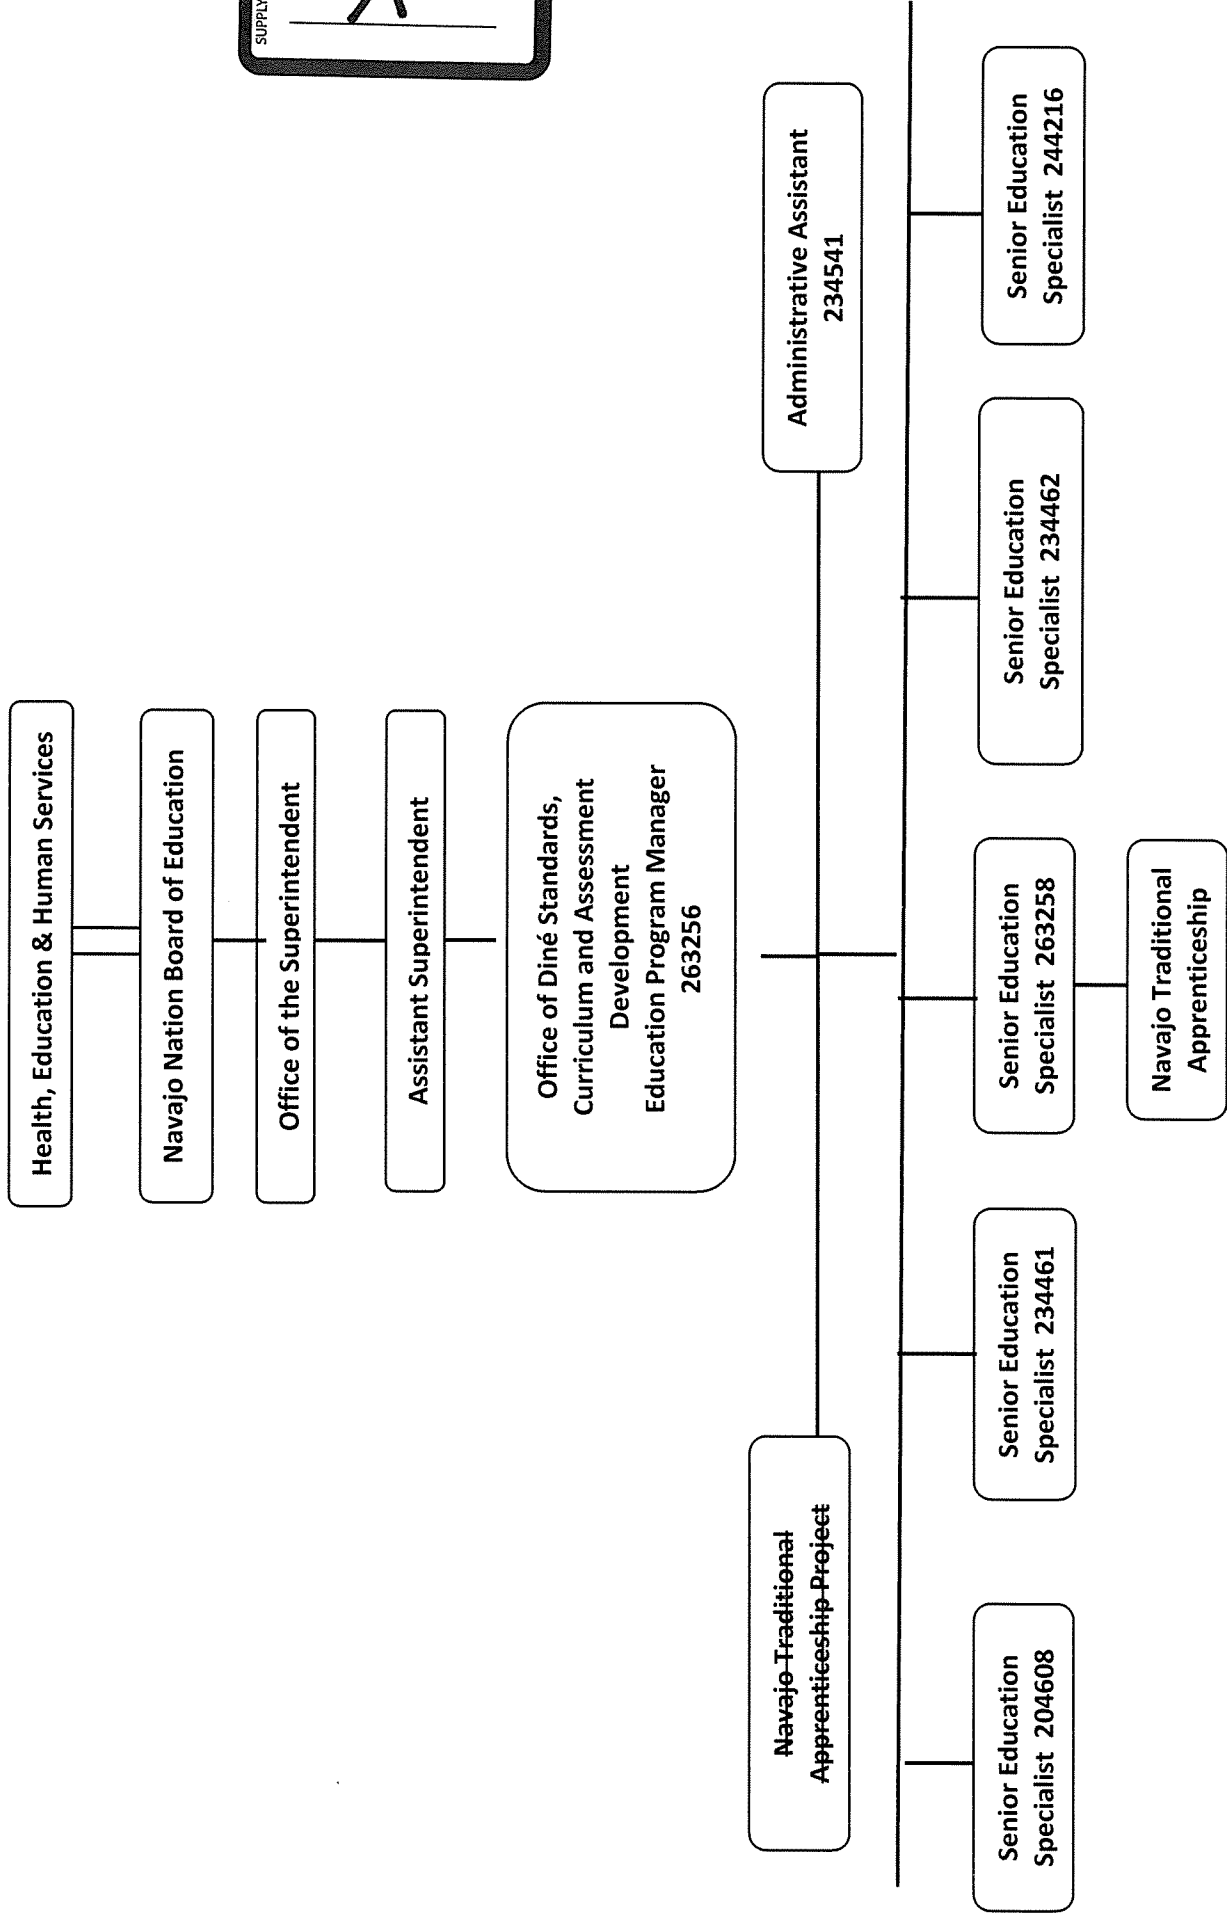 SUPPLY
Health, Education & Human Services
Navajo Nation Board of Education
Office of the Superintendent
Assistant Superintendent
Office of Diné Standards,
Curriculum and Assessment
Development
Education Program Manager
263256
Navajo Traditional
Apprenticeship Project
Administrative Assistant
234541
Senior Education
Specialist 204608
Senior Education
Specialist 234461
Senior Education
Specialist 263258
Senior Education
Specialist 234462
Senior Education
Specialist 244216
Navajo Traditional
Apprenticeship